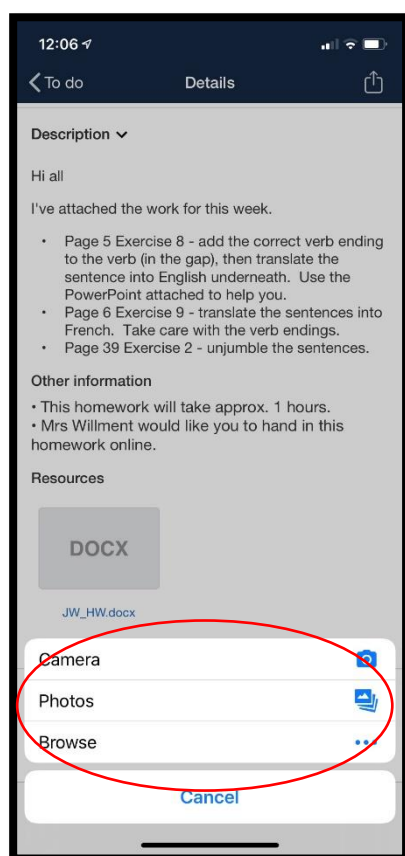 12:06
To do Details
Description
Hi all
I've attached the work for this week.
• Page 5 Exercise 8 - add the correct verb ending
to the verb (in the gap), then translate the
sentence into English underneath. Use the
PowerPoint attached to help you.
• Page 6 Exercise 9 - translate the sentences into
French. Take care with the verb endings.
• Page 39 Exercise 2 - unjumble the sentences.
Other information
• This homework will take approx. 1 hours.
• Mrs Willment would like you to hand in this
homework online.
Resources
DOCX
JW_HW.docx
Camera
Photos
Browse
Cancel